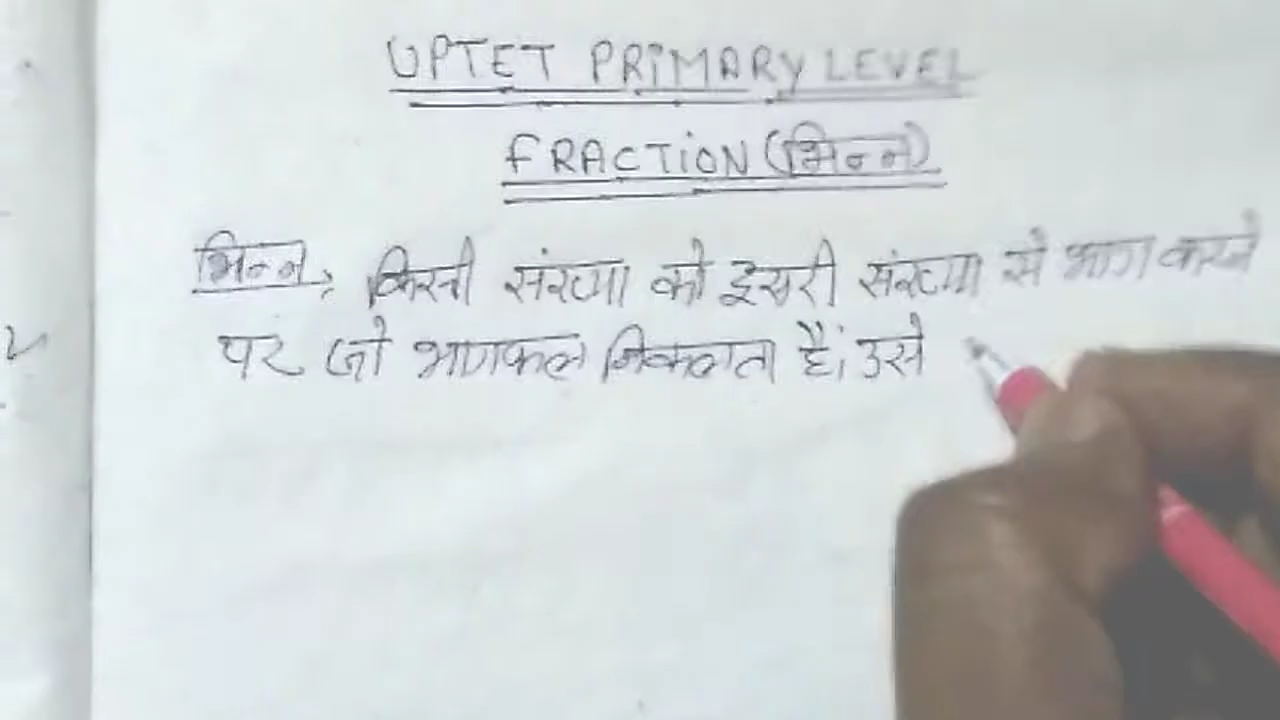 UPTET PRIMARY LEVEL
FRACTION (भिन्न)
भिन्न, किसी संख्या को दूसरी संख्या से भाग करने
पर जो भागफल निकलता है, उसे